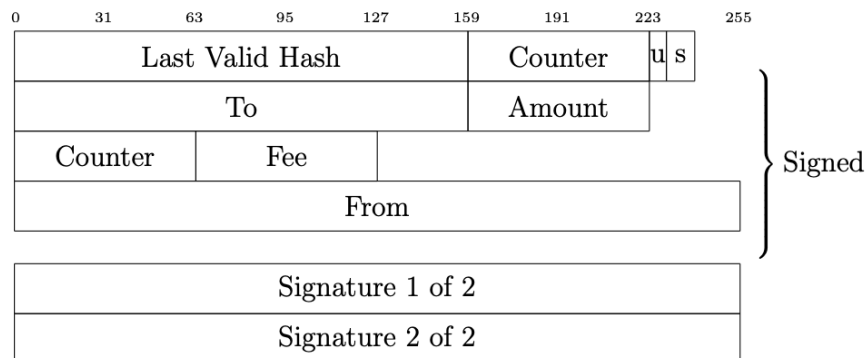 0 31 63 95 127 159 191 223 255
Last Valid Hash Counter u s
To Amount
Counter Fee
Signed
From
Signature 1 of 2
Signature 2 of 2